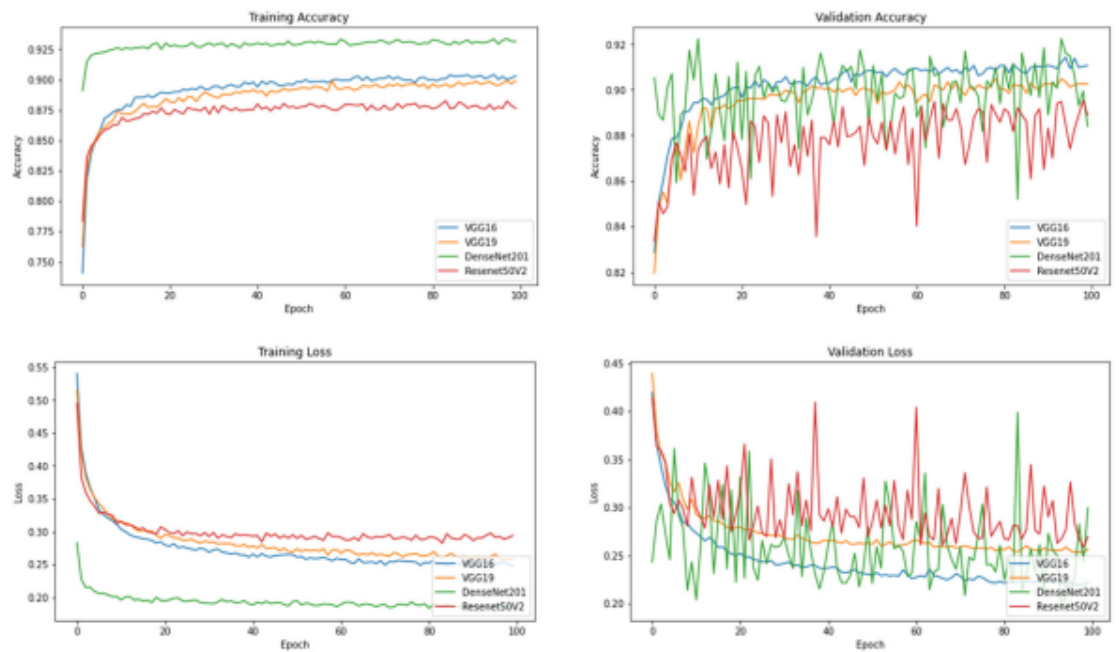 Training Accuracy
Accuracy
0.925
0.900
0.875
0.850
0.825
0.800
0.775
0.750
VGG16
VGG19
DenseNet201
Resenet50V2
0 20 40 60 80 100
Epoch
Validation Accuracy
Accuracy
0.92
0.90
0.88
0.86
0.84
0.82
VGG16
VGG19
DenseNet201
Resenet50V2
0 20 40 60 80 100
Epoch
Training Loss
Loss
0.55
0.50
0.45
0.40
0.35
0.30
0.25
0.20
VGG16
VGG19
DenseNet201
Resenet50V2
0 20 40 60 80 100
Epoch
Validation Loss
Loss
0.45
0.40
0.35
0.30
0.25
0.20
VGG16
VGG19
DenseNet201
Resenet50V2
0 20 40 60 80 100
Epoch